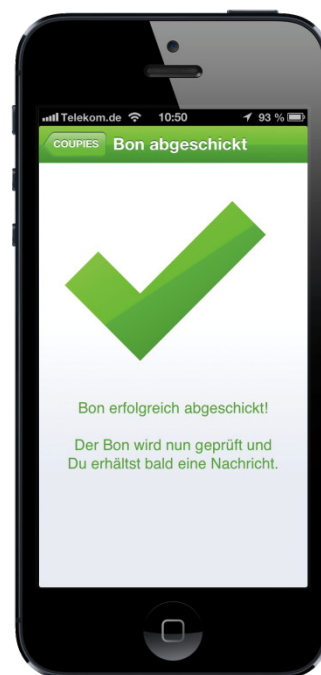 Telekom.de 10:50 93 %
COUPIES Bon abgeschickt
Bon erfolgreich abgeschickt!
Der Bon wird nun geprüft und
Du erhältst bald eine Nachricht.